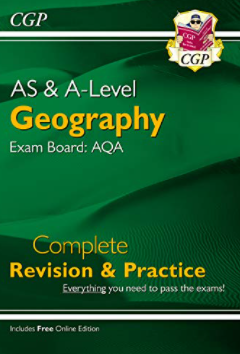 CGP
AS & A-Level
Geography
Exam Board: AQA
CGP
Complete
Revision & Practice
Everything you need to pass the exams!
Includes Free Online Edition